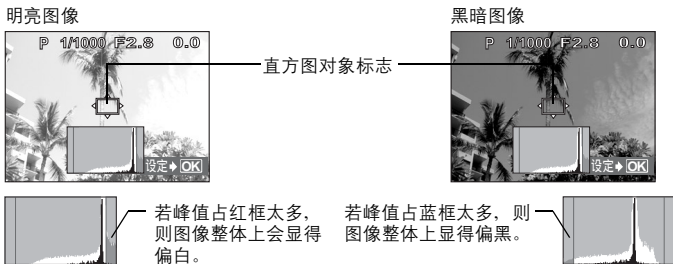 明亮图像
黑暗图像
P 1/1000 F2.8 0.0
P 1/1000 F2.8 0.0
直方图对象标志
设定 OK
设定 OK
若峰值占红框太多，
则图像整体上会显得
偏白。
若峰值占蓝框太多，则
图像整体上显得偏黑。